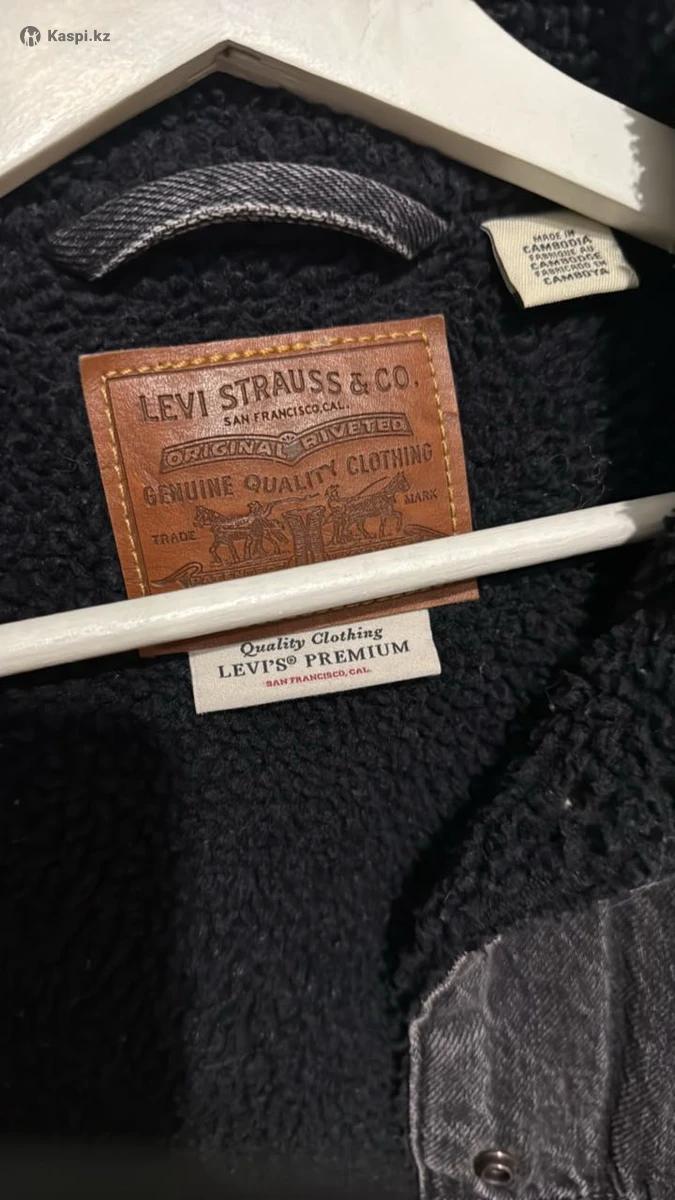 Kaspi.kz
MADE IN
CAMBODIA
FABRIQUE AU
CAMBODGE
FABRICADO EN
CAMBOYA
LEVI STRAUSS & CO.
SAN FRANCISCO, CAL.
ORIGINAL RIVETED
GENUINE QUALITY CLOTHING
TRADE MARK
Quality Clothing
LEVI'S® PREMIUM
SAN FRANCISCO, CAL.